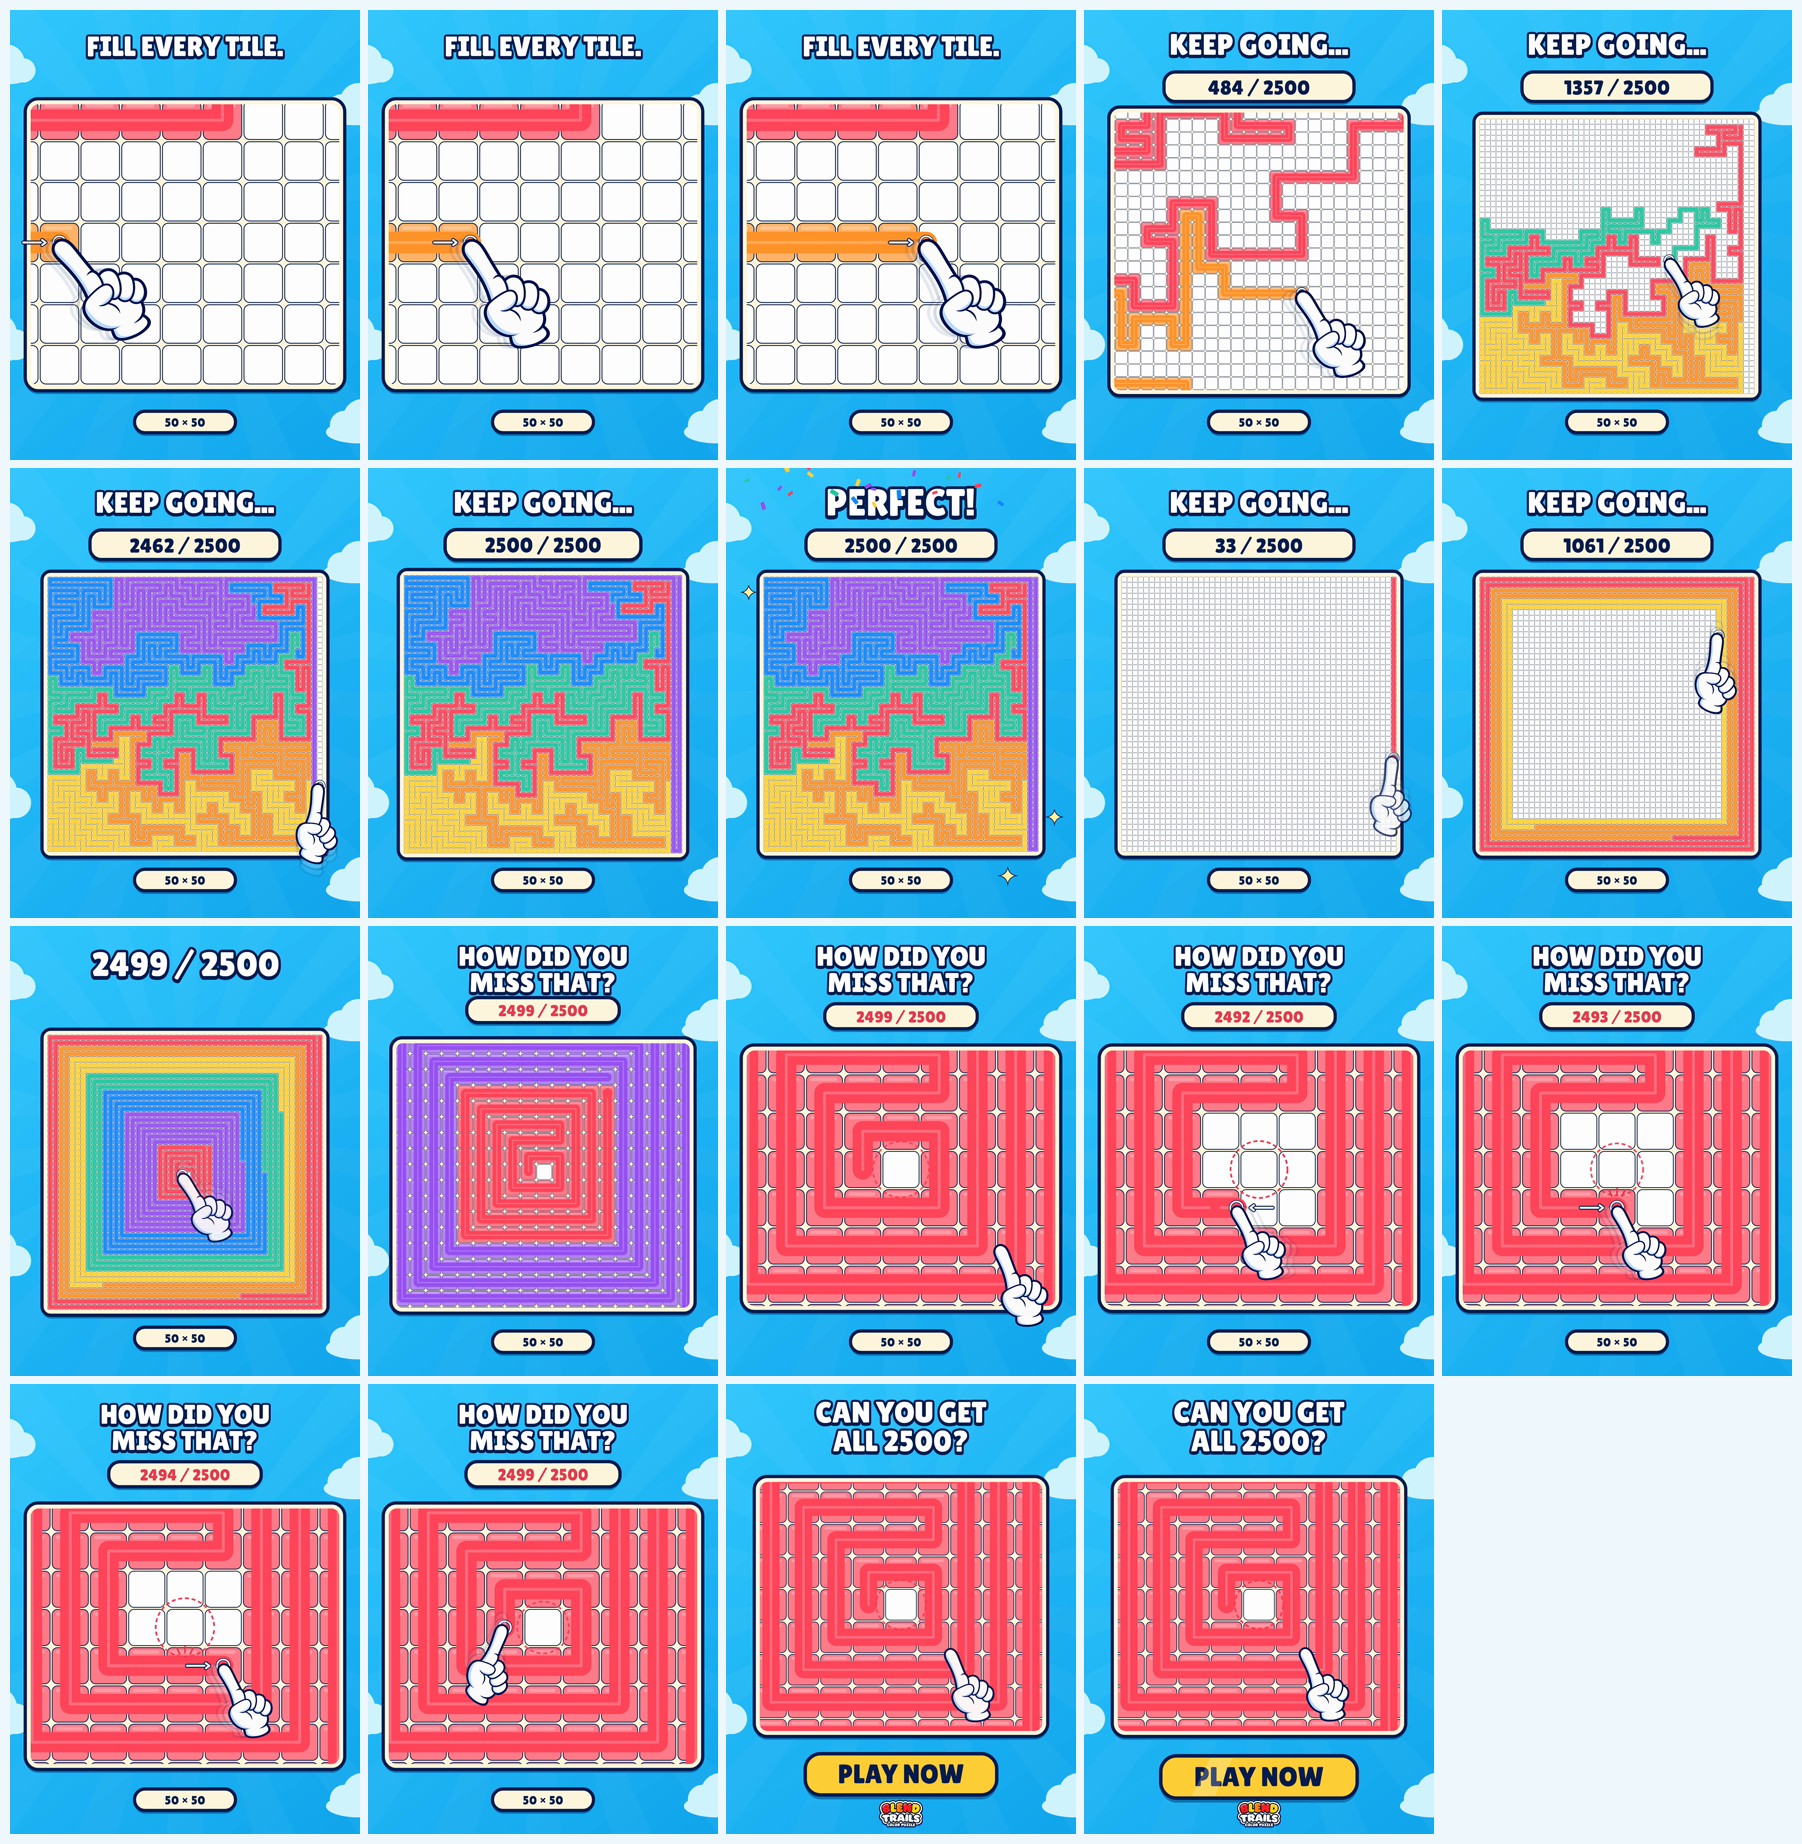 FILL EVERY TILE.
50 × 50
FILL EVERY TILE.
50 × 50
FILL EVERY TILE.
50 × 50
KEEP GOING...
484 / 2500
50 × 50
KEEP GOING...
1357 / 2500
50 × 50
KEEP GOING...
2462 / 2500
50 × 50
KEEP GOING...
2500 / 2500
50 × 50
PERFECT!
2500 / 2500
50 × 50
KEEP GOING...
33 / 2500
50 × 50
KEEP GOING...
1061 / 2500
50 × 50
2499 / 2500
50 × 50
HOW DID YOU
MISS THAT?
2499 / 2500
50 × 50
HOW DID YOU
MISS THAT?
2499 / 2500
50 × 50
HOW DID YOU
MISS THAT?
2492 / 2500
50 × 50
HOW DID YOU
MISS THAT?
2493 / 2500
50 × 50
HOW DID YOU
MISS THAT?
2494 / 2500
50 × 50
HOW DID YOU
MISS THAT?
2499 / 2500
50 × 50
CAN YOU GET
ALL 2500?
PLAY NOW
BLEND
TRAILS
COLOR PUZZLE
CAN YOU GET
ALL 2500?
PLAY NOW
BLEND
TRAILS
COLOR PUZZLE